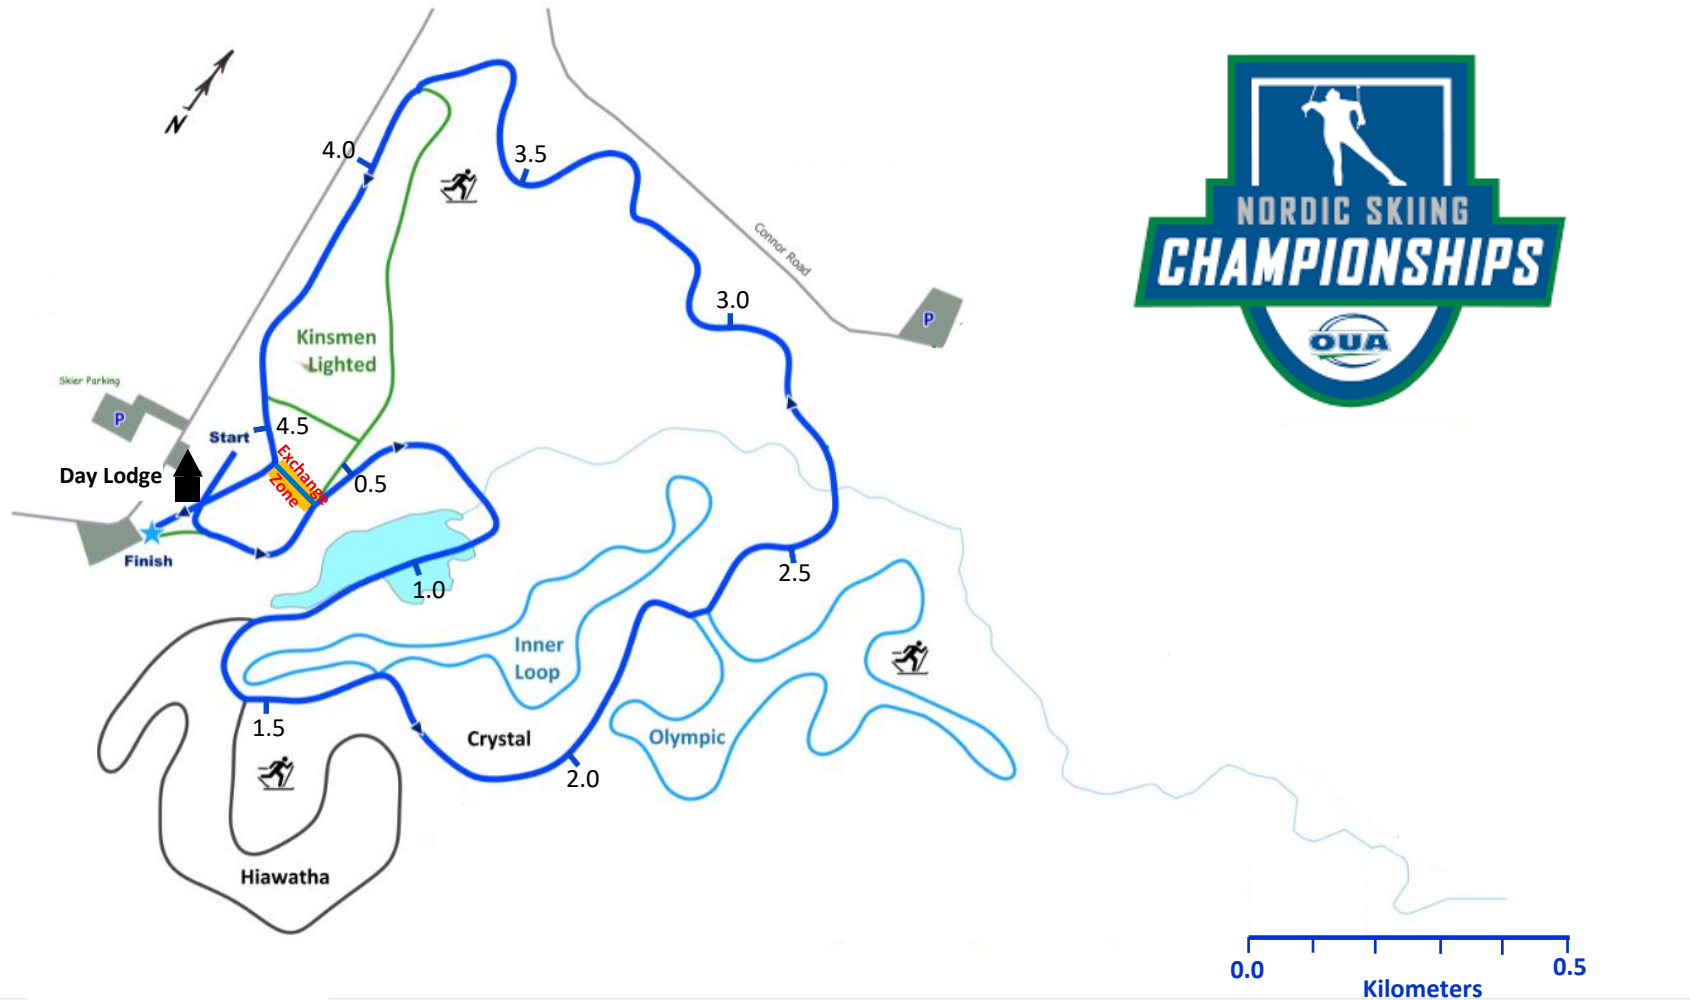 N
4.0
3.5
Connor Road
3.0
P
Kinsmen
Lighted
Skier Parking
P
Start
4.5
Exchange
Zone
Day Lodge
0.5
Finish
1.0
2.5
Inner
Loop
1.5
Crystal
Olympic
2.0
Hiawatha
NORDIC SKIING
CHAMPIONSHIPS
OUA
0.0
0.5
Kilometers